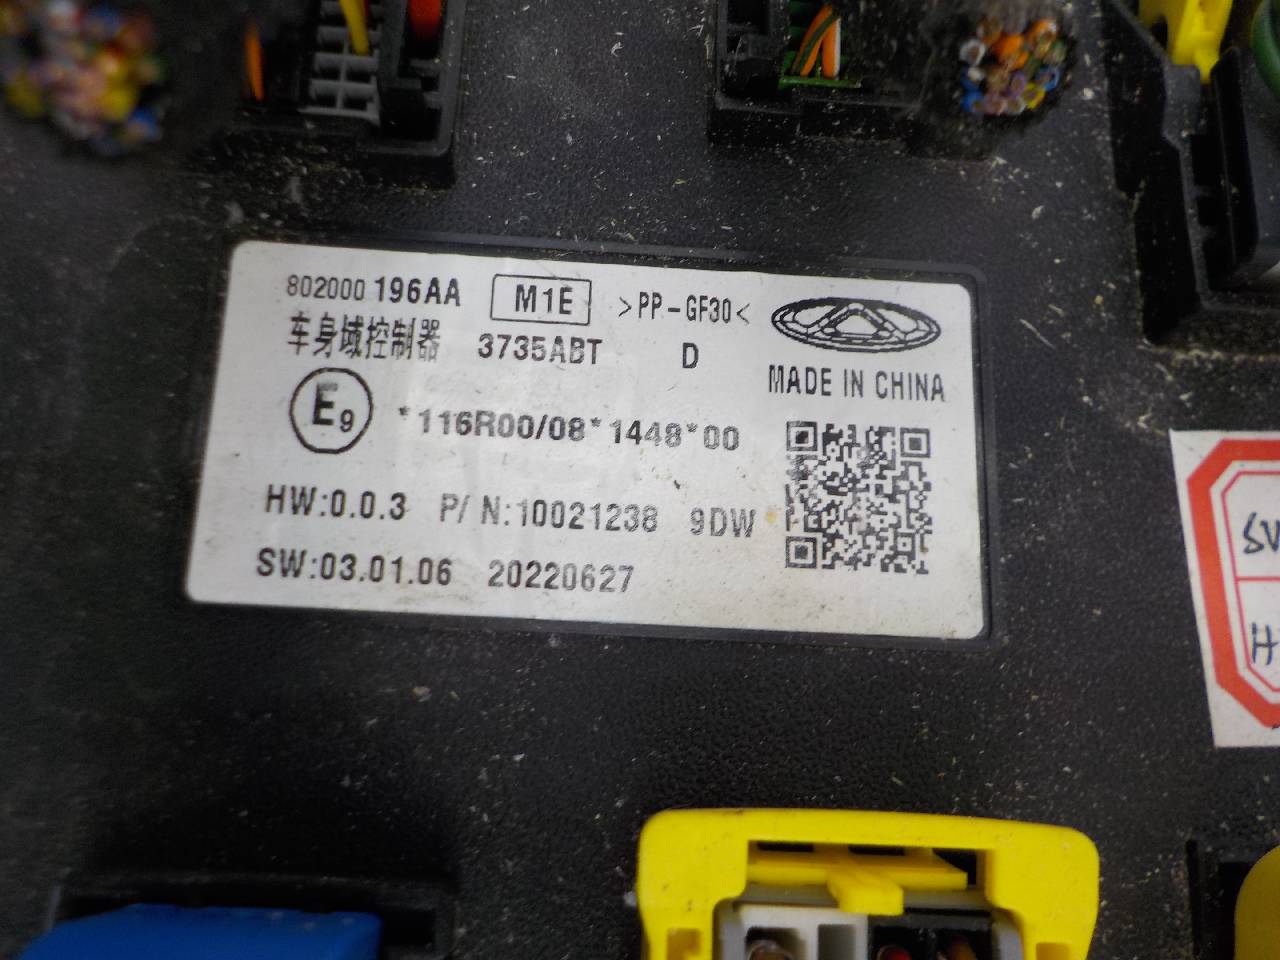 802000 196AA M1E >PP-GF30<
车身域控制器 3735ABT D
MADE IN CHINA
E9 *116R00/08*1448*00
HW:0.0.3 P/N:10021238 9DW
SW:03.01.06 20220627